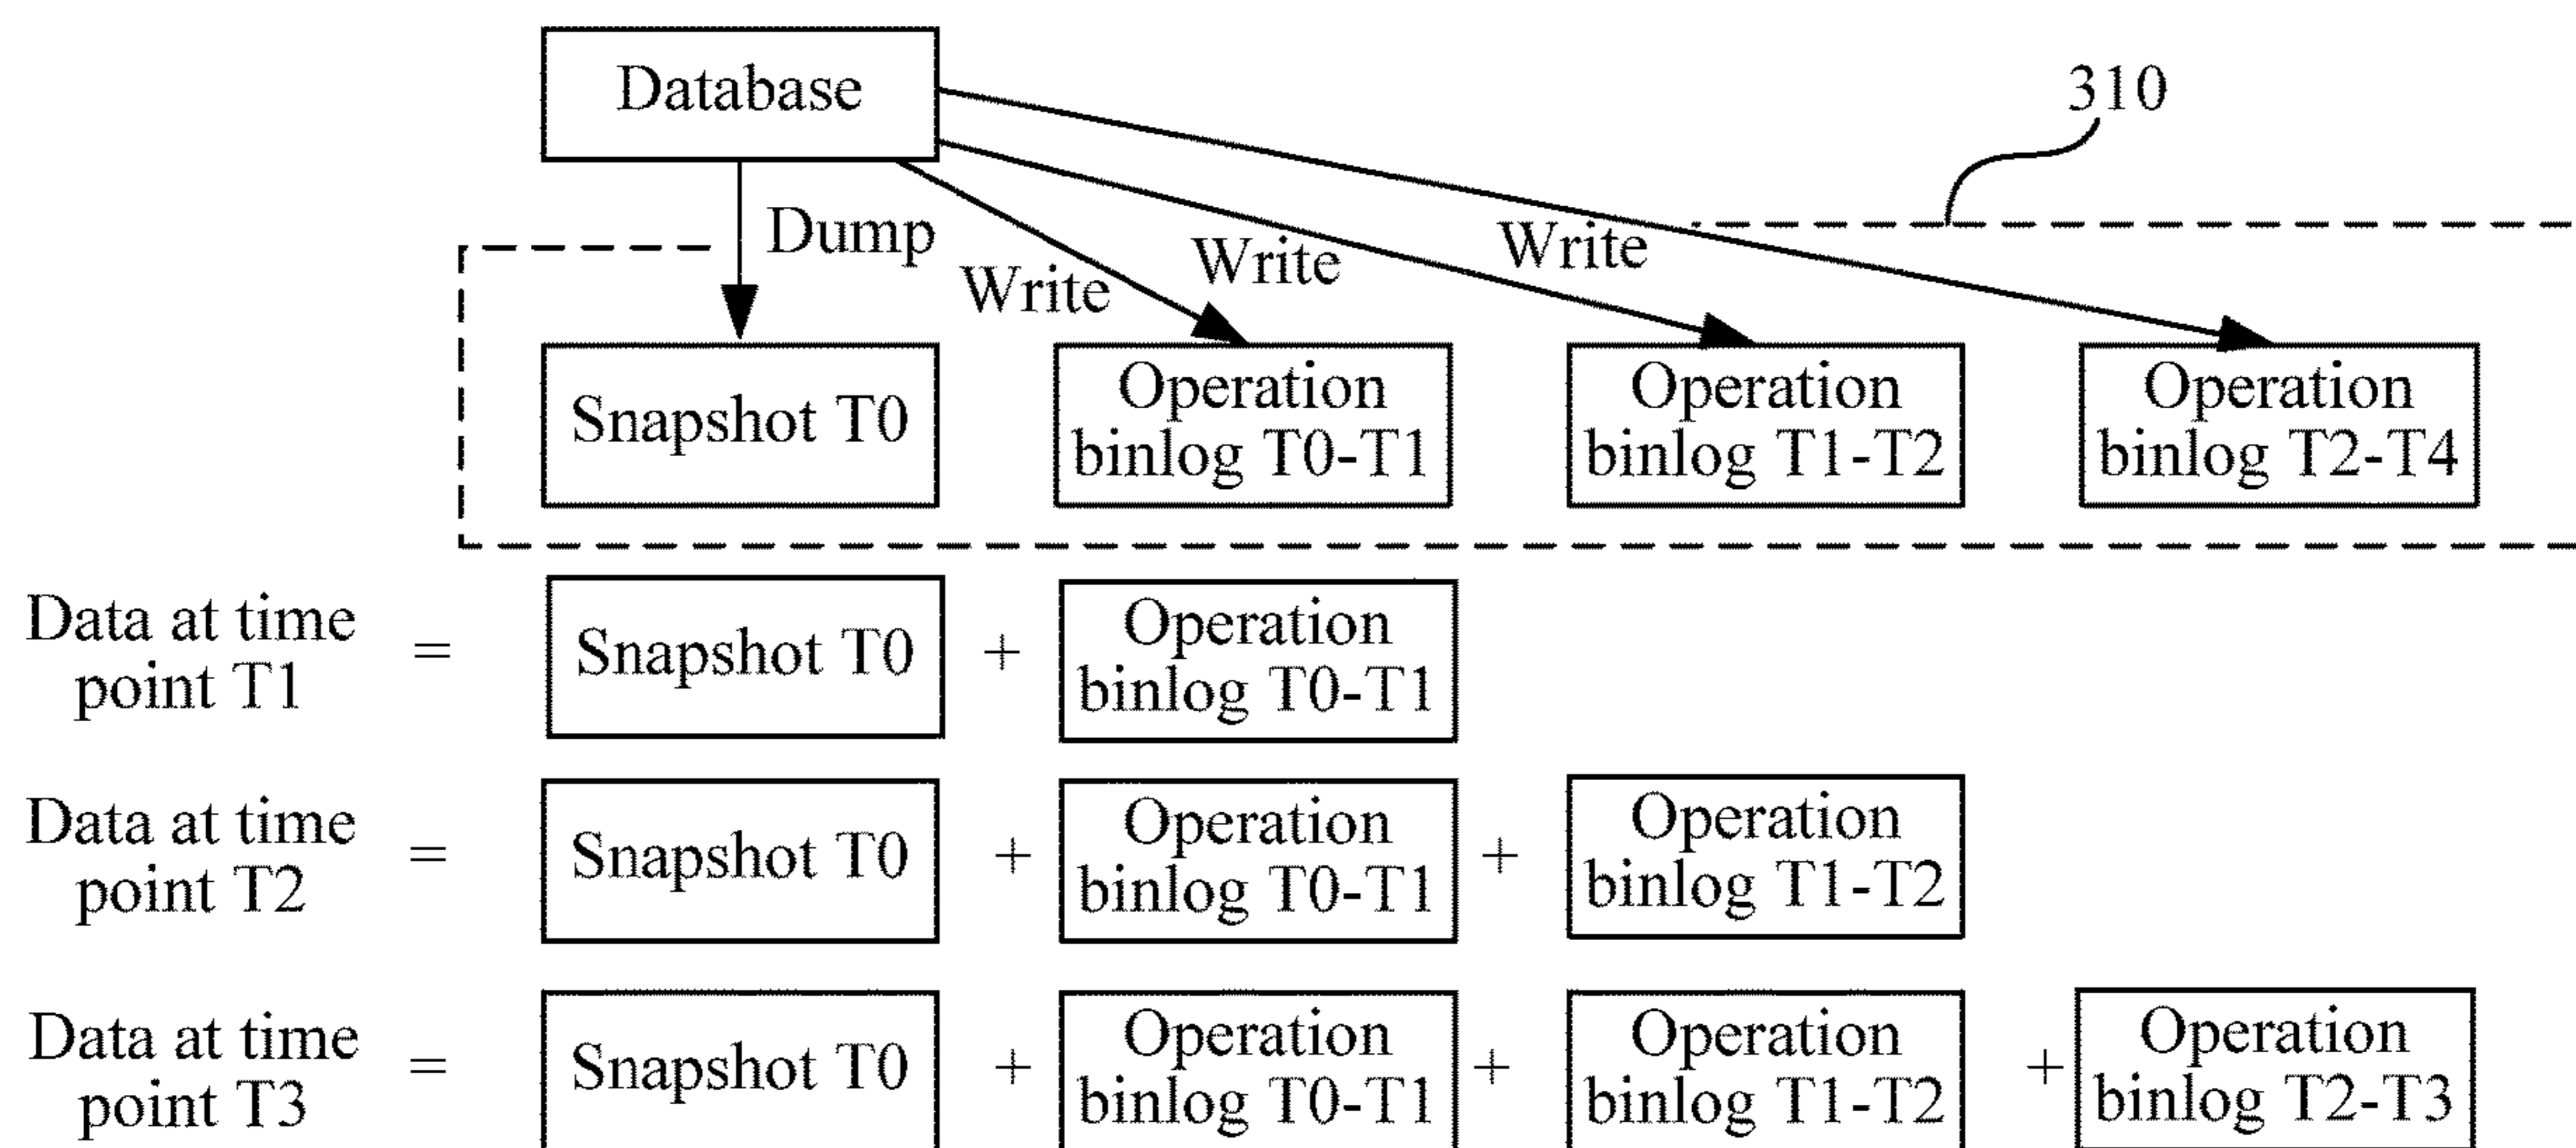 Database
310
Dump
Write
Write
Write
Snapshot T0
Operation
binlog T0-T1
Operation
binlog T1-T2
Operation
binlog T2-T4
Data at time
point T1
=
Snapshot T0
+
Operation
binlog T0-T1
Data at time
point T2
=
Snapshot T0
+
Operation
binlog T0-T1
+
Operation
binlog T1-T2
Data at time
point T3
=
Snapshot T0
+
Operation
binlog T0-T1
+
Operation
binlog T1-T2
+
Operation
binlog T2-T3